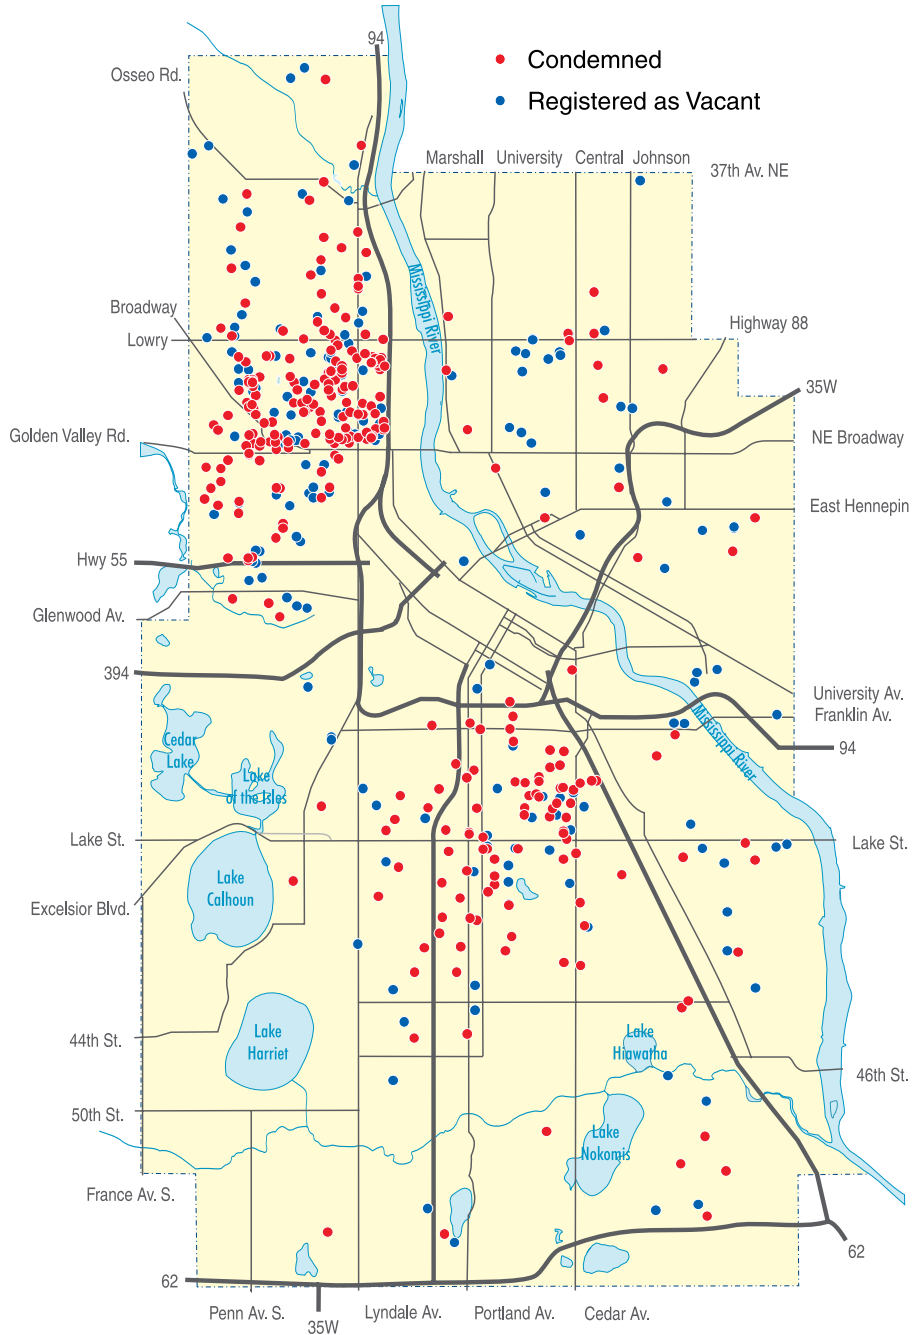 94
Condemned
Osseo Rd.
Registered as Vacant
Marshall University Central Johnson
37th Av. NE
Mississippi River
Broadway
Highway 88
Lowry
35W
Golden Valley Rd.
NE Broadway
East Hennepin
Hwy 55
Glenwood Av.
394
University Av.
Franklin Av.
Mississippi River
94
Cedar
Lake
Lake
of the Isles
Lake St.
Lake St.
Lake
Calhoun
Excelsior Blvd.
Lake
Harriet
Lake
Hiawatha
44th St.
46th St.
50th St.
Lake
Nokomis
France Av. S.
62
62
Penn Av. S. Lyndale Av. Portland Av. Cedar Av.
35W